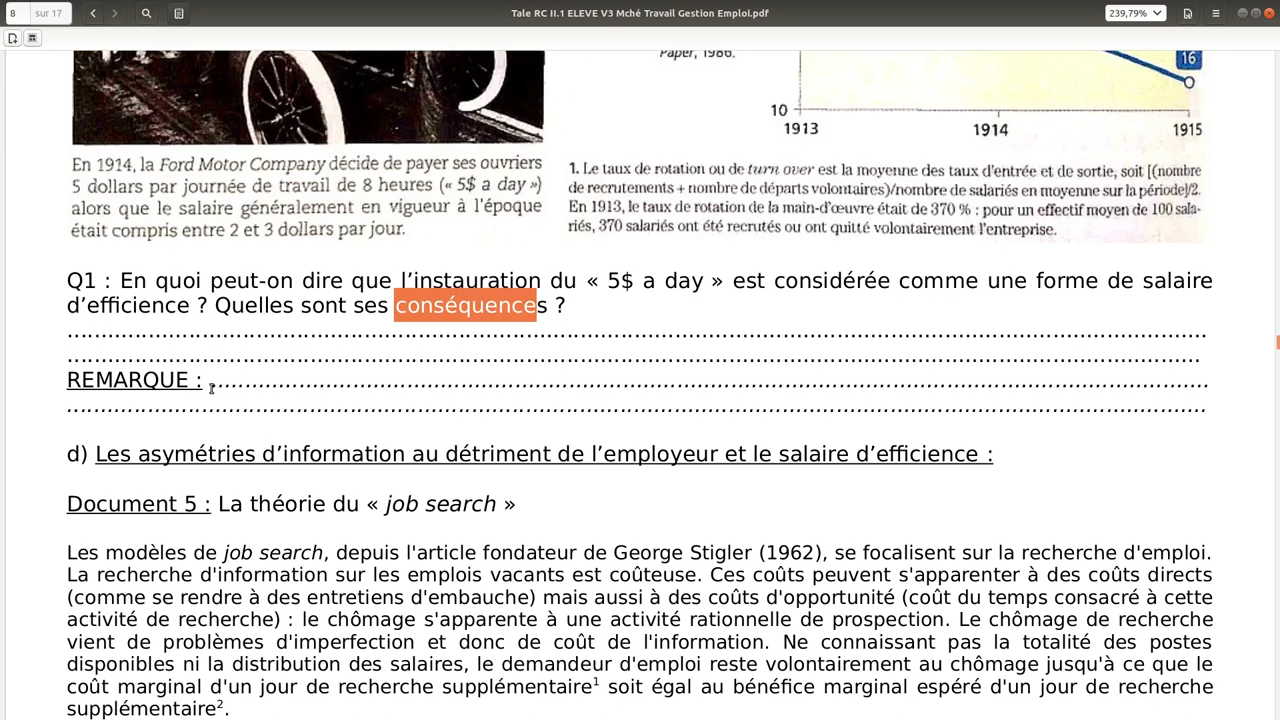 8 sur 17
Tale RC II.1 ELEVE V3 Mché Travail Gestion Emploi.pdf
239,79%
Paper, 1986.
16
10
1913 1914 1915
En 1914, la Ford Motor Company décide de payer ses ouvriers
5 dollars par journée de travail de 8 heures (« 5$ a day »)
alors que le salaire généralement en vigueur à l'époque
était compris entre 2 et 3 dollars par jour.
1. Le taux de rotation ou de turn over est la moyenne des taux d'entrée et de sortie, soit [(nombre
de recrutements + nombre de départs volontaires)/nombre de salariés en moyenne sur la période]/2.
En 1913, le taux de rotation de la main-d'œuvre était de 370 % : pour un effectif moyen de 100 sala-
riés, 370 salariés ont été recrutés ou ont quitté volontairement l'entreprise.
Q1 : En quoi peut-on dire que l’instauration du « 5$ a day » est considérée comme une forme de salaire
d’efficience ? Quelles sont ses conséquences ?
REMARQUE :
d) Les asymétries d’information au détriment de l’employeur et le salaire d’efficience :
Document 5 : La théorie du « job search »
Les modèles de job search, depuis l'article fondateur de George Stigler (1962), se focalisent sur la recherche d'emploi.
La recherche d'information sur les emplois vacants est coûteuse. Ces coûts peuvent s'apparenter à des coûts directs
(comme se rendre à des entretiens d'embauche) mais aussi à des coûts d'opportunité (coût du temps consacré à cette
activité de recherche) : le chômage s'apparente à une activité rationnelle de prospection. Le chômage de recherche
vient de problèmes d'imperfection et donc de coût de l'information. Ne connaissant pas la totalité des postes
disponibles ni la distribution des salaires, le demandeur d'emploi reste volontairement au chômage jusqu'à ce que le
coût marginal d'un jour de recherche supplémentaire1 soit égal au bénéfice marginal espéré d'un jour de recherche
supplémentaire2.